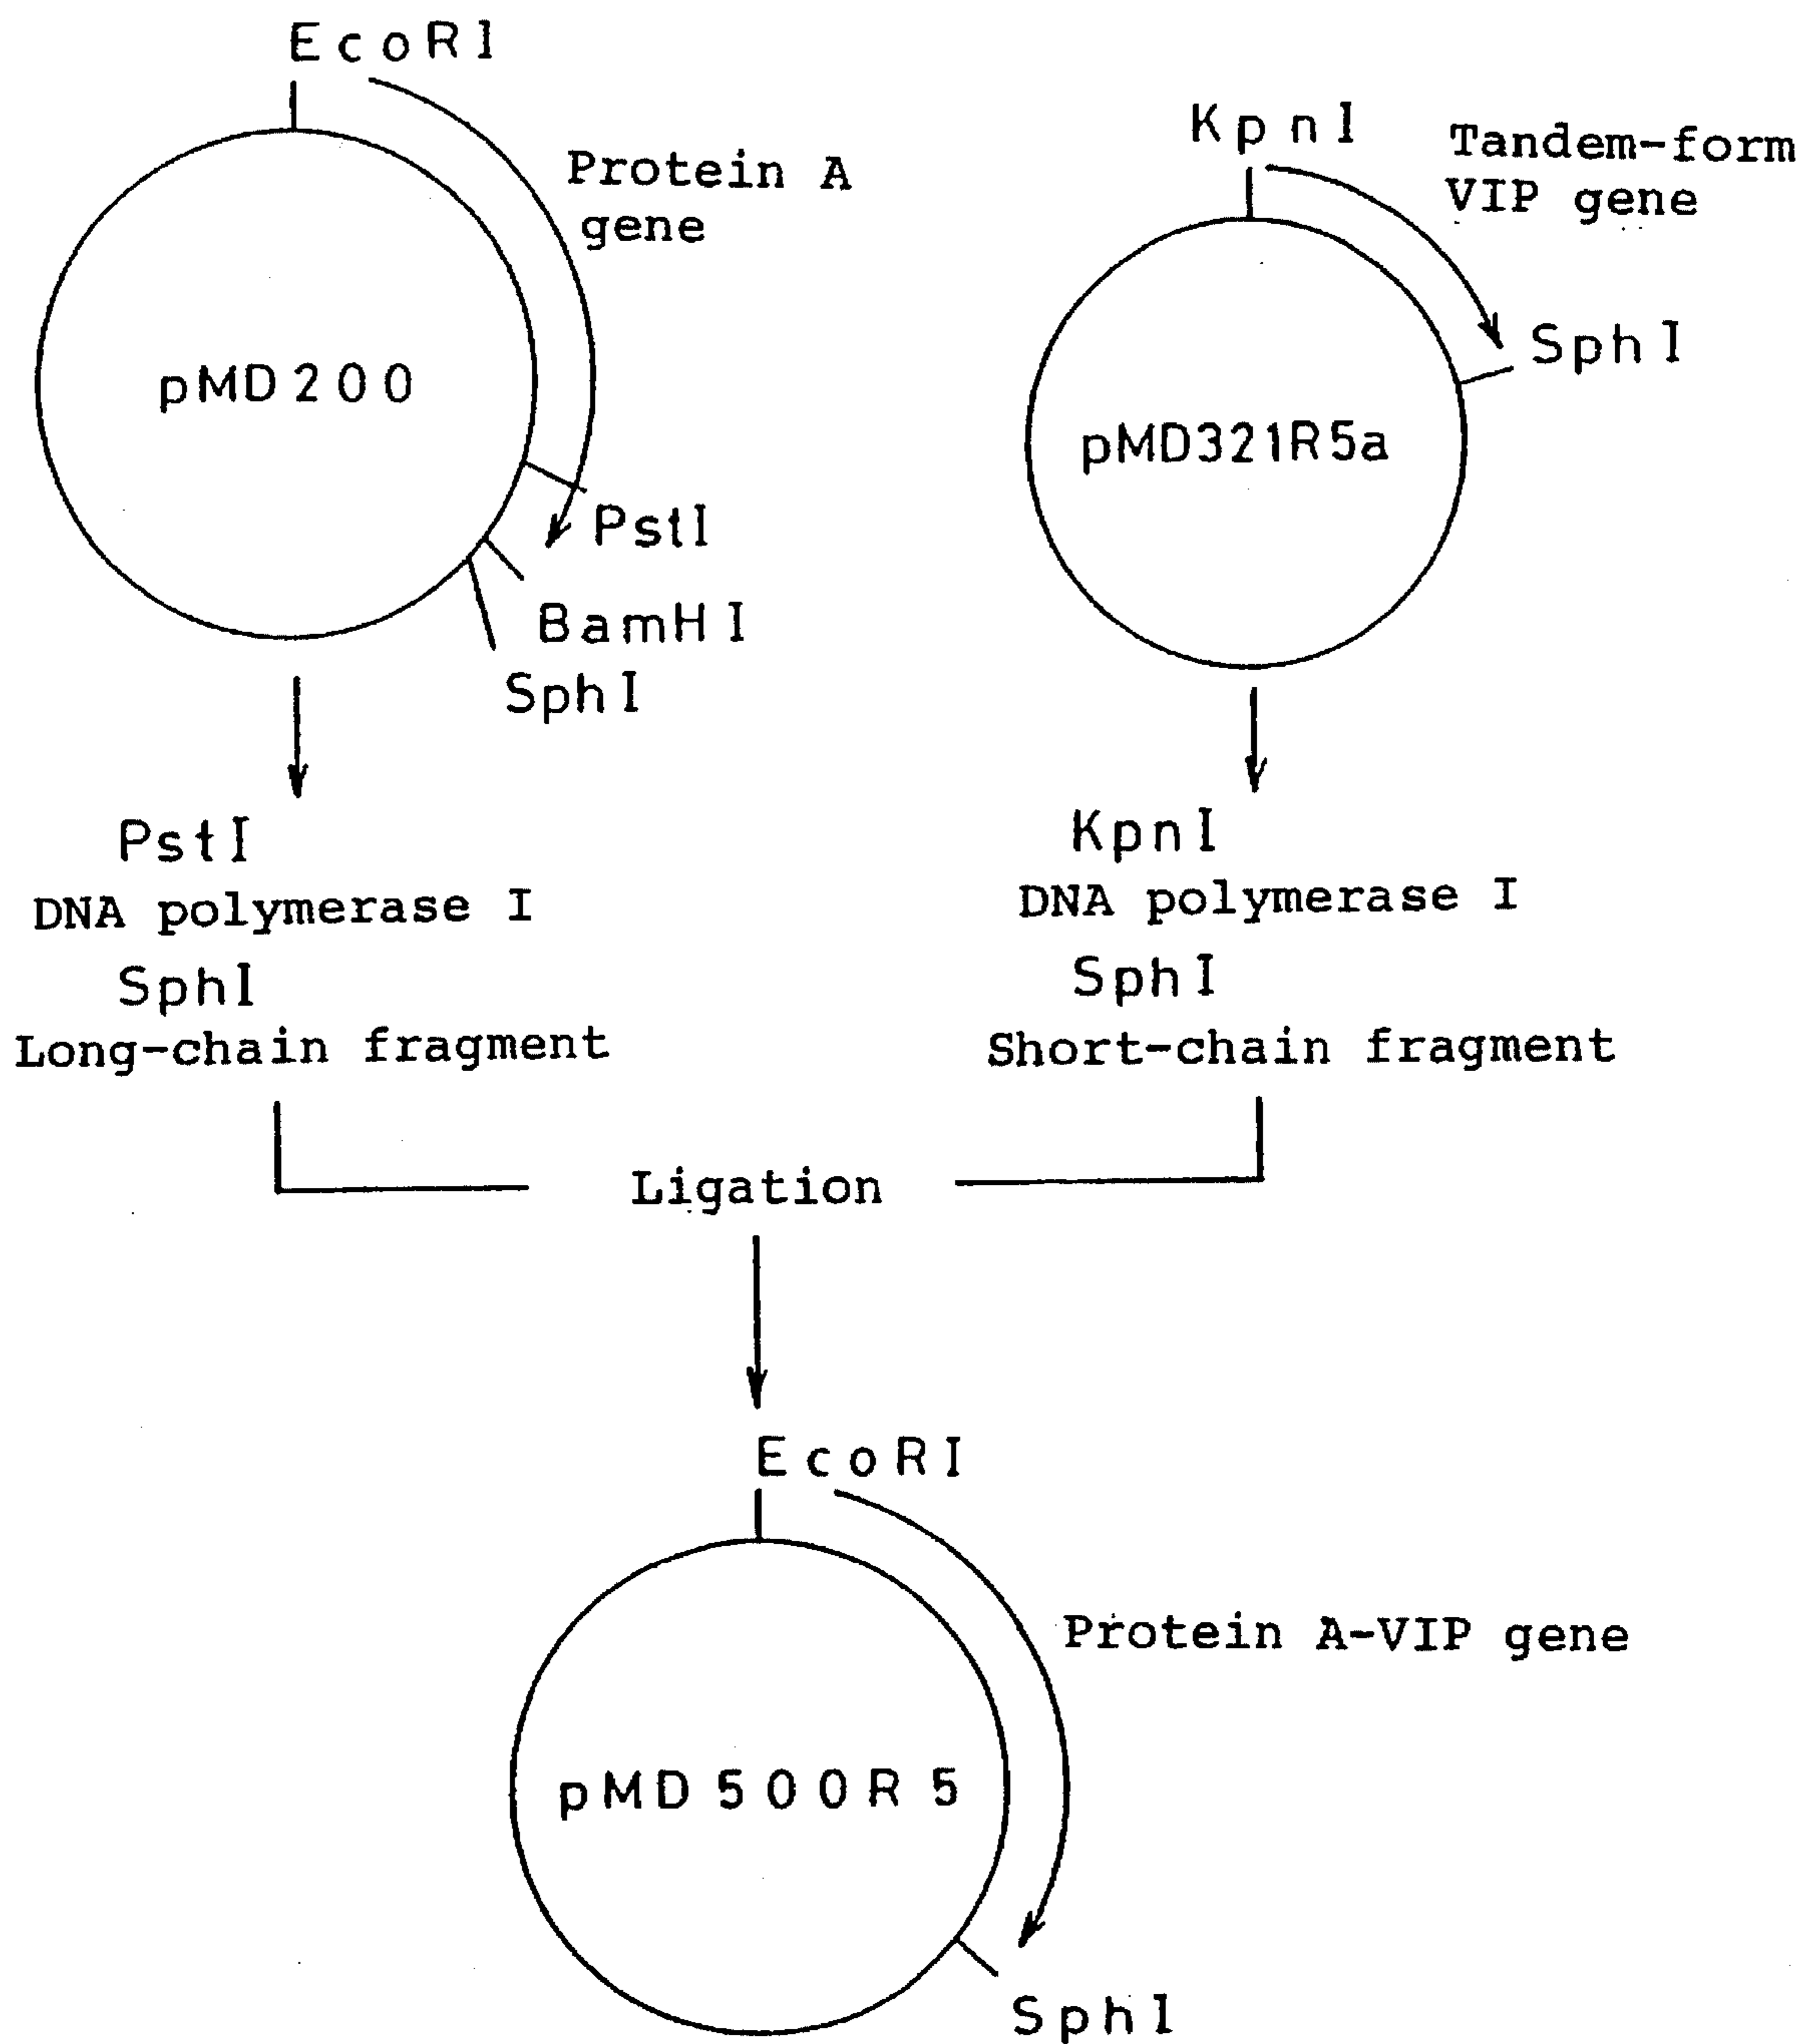 EcoRI
Protein A
gene
pMD200
PstI
BamHI
SphI
KpnI
Tandem-form
VIP gene
SphI
pMD321R5a
PstI
DNA polymerase I
SphI
Long-chain fragment
KpnI
DNA polymerase I
SphI
Short-chain fragment
Ligation
EcoRI
Protein A-VIP gene
pMD500R5
SphI